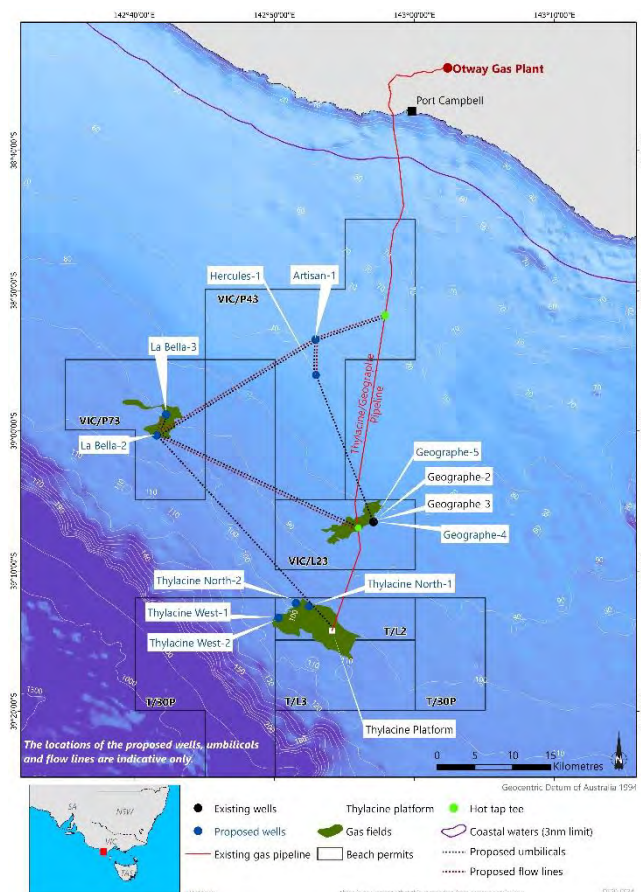 142°40'0"E
142°50'0"E
143°00'0"E
143°10'0"E
Otway Gas Plant
Port Campbell
38°40'0"S
38°50'0"S
39°00'0"S
39°10'0"S
39°20'0"S
Hercules-1
Artisan-1
VIC/P43
La Bella-3
VIC/P73
La Bella-2
Thylacine/Geographe
Pipeline
Geographe-5
Geographe-2
Geographe 3
Geographe-4
VIC/L23
Thylacine North-2
Thylacine North-1
Thylacine West-1
Thylacine West-2
T/L2
T/30P
T/L3
T/30P
Thylacine Platform
The locations of the proposed wells, umbilicals
and flow lines are indicative only.
0 5 10 15
Kilometres
N
Geocentric Datum of Australia 1994
SA
NSW
VIC
TAS
Existing wells
Thylacine platform
Hot tap tee
Proposed wells
Gas fields
Coastal waters (3nm limit)
Existing gas pipeline
Beach permits
Proposed umbilicals
Proposed flow lines